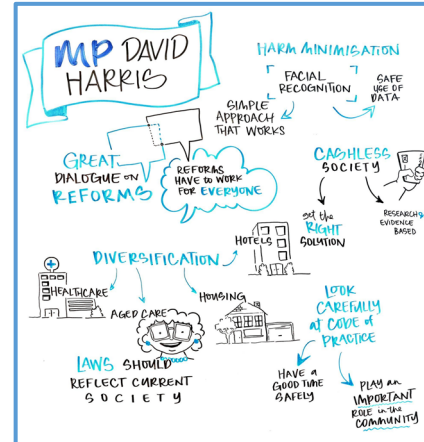 MP DAVID
HARRIS
HARM MINIMISATION
FACIAL
RECOGNITION
SAFE
USE OF
DATA
SIMPLE
APPROACH
THAT WORKS
GREAT
DIALOGUE ON
REFORMS
REFORMS
HAVE TO WORK
FOR EVERYONE
CASHLESS
SOCIETY
get the
RIGHT
SOLUTION
RESEARCH &
EVIDENCE
BASED
DIVERSIFICATION
HOTELS
HEALTHCARE
AGED CARE
HOUSING
LAWS SHOULD
REFLECT CURRENT
SOCIETY
LOOK
CAREFULLY
at CODE of
PRACTICE
HAVE A
GOOD TIME
SAFELY
PLAY an
IMPORTANT
ROLE in the
COMMUNITY